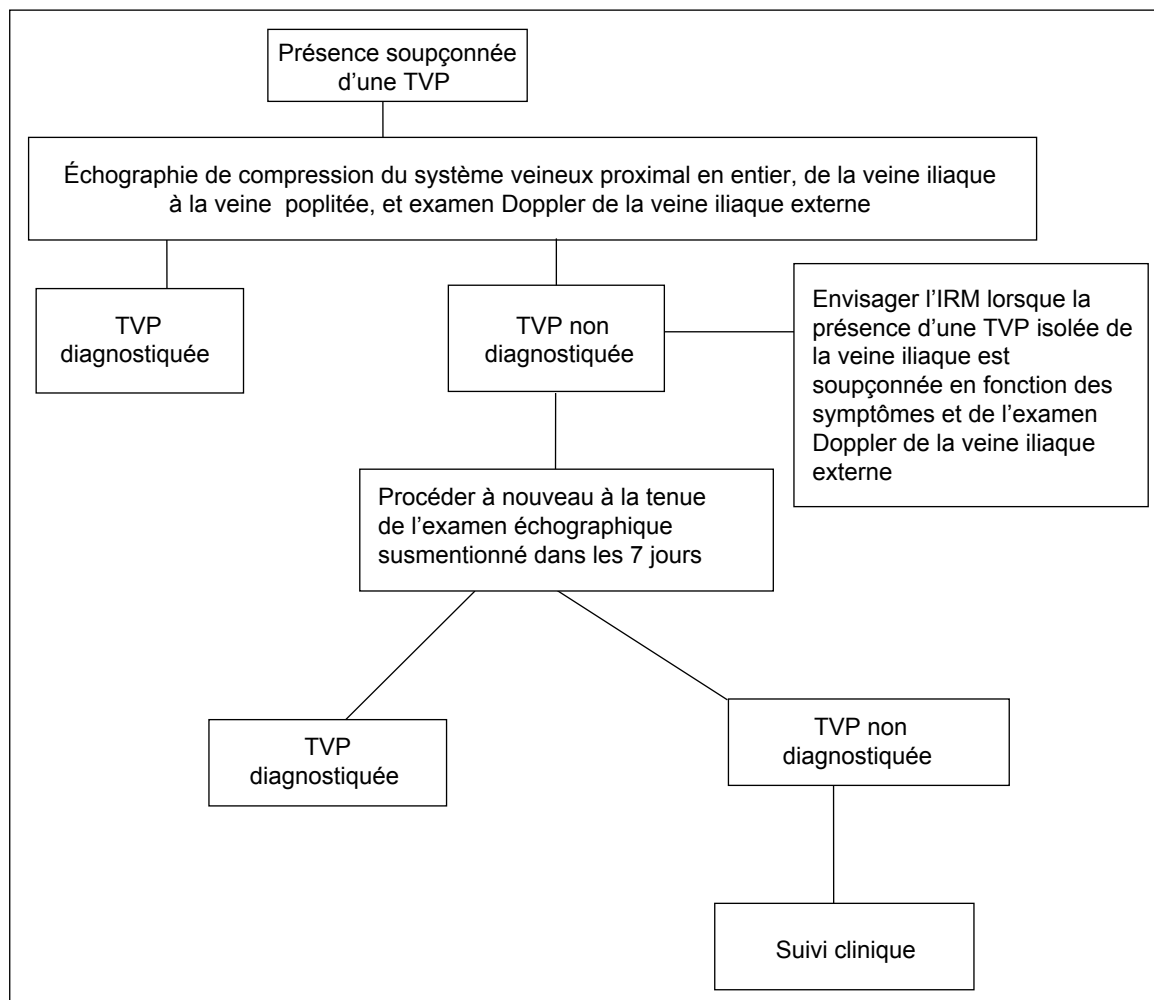 Présence soupçonnée
d’une TVP
Échographie de compression du système veineux proximal en entier, de la veine iliaque
à la veine poplitée, et examen Doppler de la veine iliaque externe
TVP
diagnostiquée
TVP non
diagnostiquée
Envisager l’IRM lorsque la
présence d’une TVP isolée de
la veine iliaque est
soupçonnée en fonction des
symptômes et de l’examen
Doppler de la veine iliaque
externe
Procéder à nouveau à la tenue
de l’examen échographique
susmentionné dans les 7 jours
TVP
diagnostiquée
TVP non
diagnostiquée
Suivi clinique